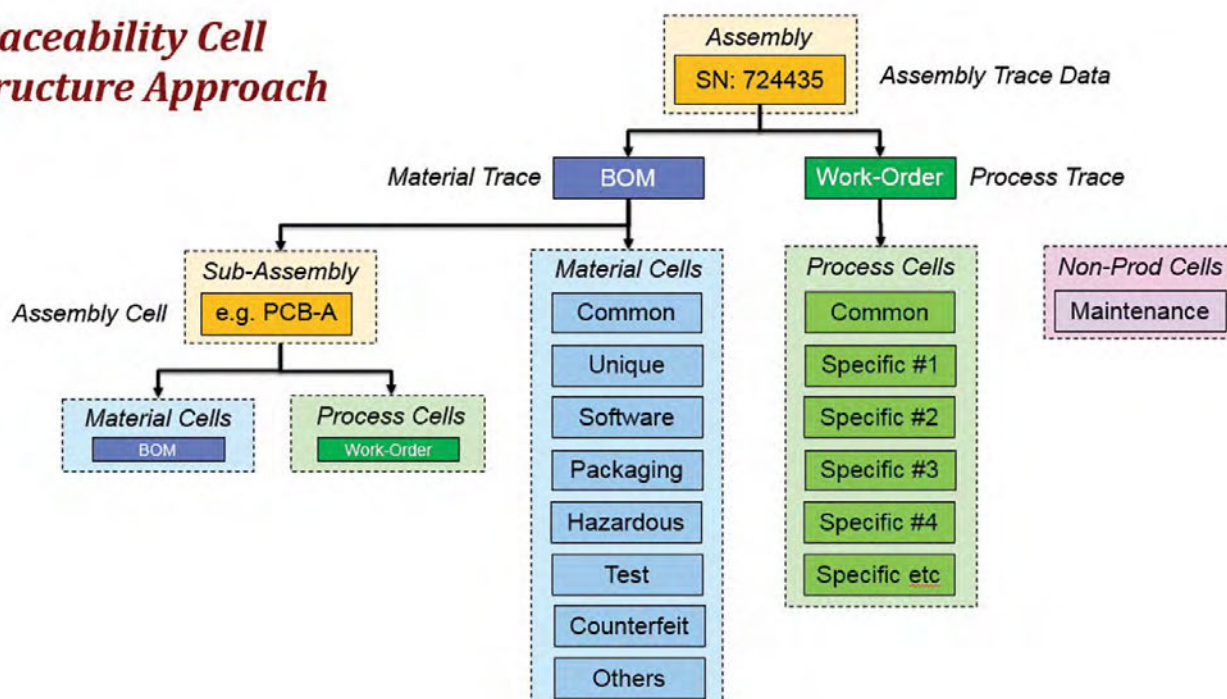 aceability Cell
ructure Approach
Assembly
SN: 724435
Assembly Trace Data
Material Trace
BOM
Work-Order
Process Trace
Sub-Assembly
e.g. PCB-A
Assembly Cell
Material Cells
BOM
Process Cells
Work-Order
Material Cells
Common
Unique
Software
Packaging
Hazardous
Test
Counterfeit
Others
Process Cells
Common
Specific #1
Specific #2
Specific #3
Specific #4
Specific etc
Non-Prod Cells
Maintenance